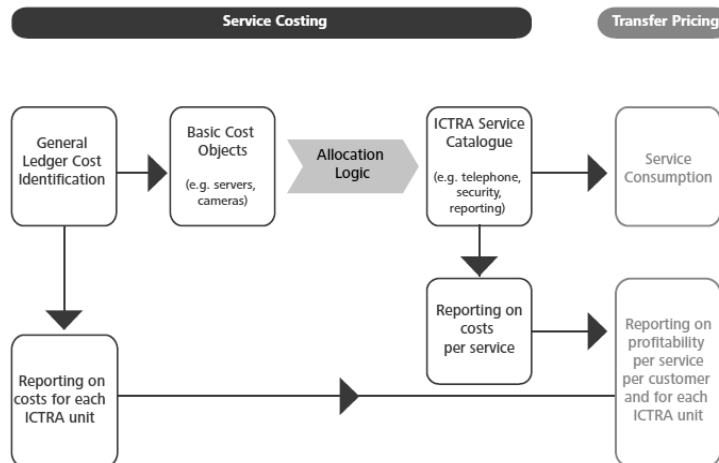 Service Costing
Transfer Pricing
General
Ledger Cost
Identification
Basic Cost
Objects
(e.g. servers,
cameras)
Allocation
Logic
ICTRA Service
Catalogue
(e.g. telephone,
security,
reporting)
Service
Consumption
Reporting on
costs
per service
Reporting on
costs for each
ICTRA unit
Reporting on
profitability
per service
per customer
and for each
ICTRA unit